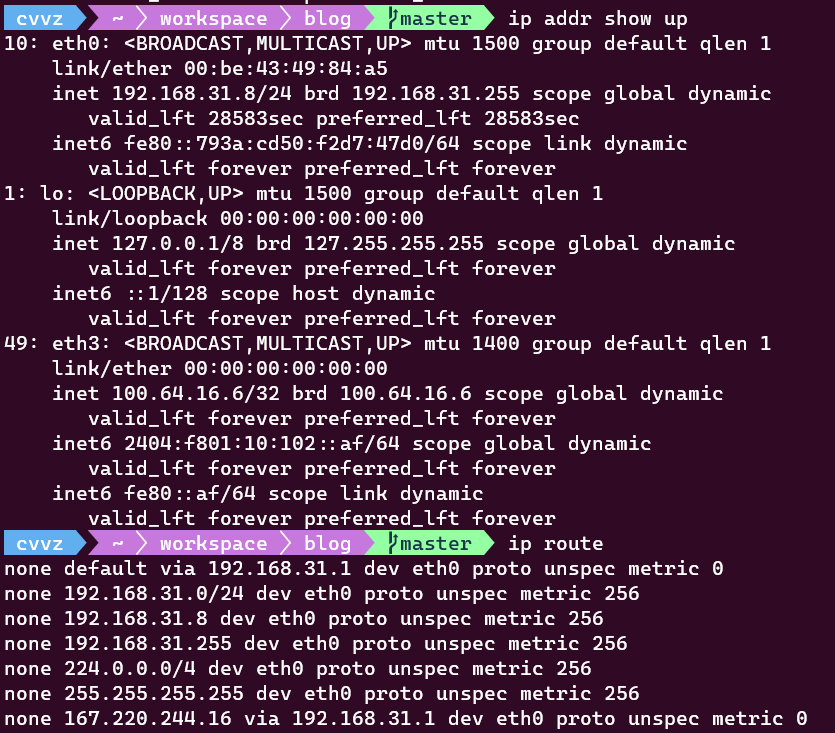 cvvz ~ workspace blog master ip addr show up
10: eth0: <BROADCAST,MULTICAST,UP> mtu 1500 group default qlen 1
link/ether 00:be:43:49:84:a5
inet 192.168.31.8/24 brd 192.168.31.255 scope global dynamic
valid_lft 28583sec preferred_lft 28583sec
inet6 fe80::793a:cd50:f2d7:47d0/64 scope link dynamic
valid_lft forever preferred_lft forever
1: lo: <LOOPBACK,UP> mtu 1500 group default qlen 1
link/loopback 00:00:00:00:00:00
inet 127.0.0.1/8 brd 127.255.255.255 scope global dynamic
valid_lft forever preferred_lft forever
inet6 ::1/128 scope host dynamic
valid_lft forever preferred_lft forever
49: eth3: <BROADCAST,MULTICAST,UP> mtu 1400 group default qlen 1
link/ether 00:00:00:00:00:00
inet 100.64.16.6/32 brd 100.64.16.6 scope global dynamic
valid_lft forever preferred_lft forever
inet6 2404:f801:10:102::af/64 scope global dynamic
valid_lft forever preferred_lft forever
inet6 fe80::af/64 scope link dynamic
valid_lft forever preferred_lft forever
cvvz ~ workspace blog master ip route
none default via 192.168.31.1 dev eth0 proto unspec metric 0
none 192.168.31.0/24 dev eth0 proto unspec metric 256
none 192.168.31.8 dev eth0 proto unspec metric 256
none 192.168.31.255 dev eth0 proto unspec metric 256
none 224.0.0.0/4 dev eth0 proto unspec metric 256
none 255.255.255.255 dev eth0 proto unspec metric 256
none 167.220.244.16 via 192.168.31.1 dev eth0 proto unspec metric 0